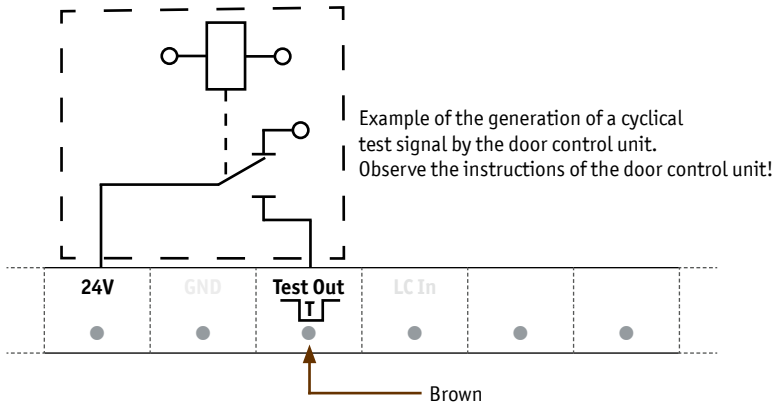 Example of the generation of a cyclical
test signal by the door control unit.
Observe the instructions of the door control unit!
24V
GND
Test Out
LC In
T
Brown